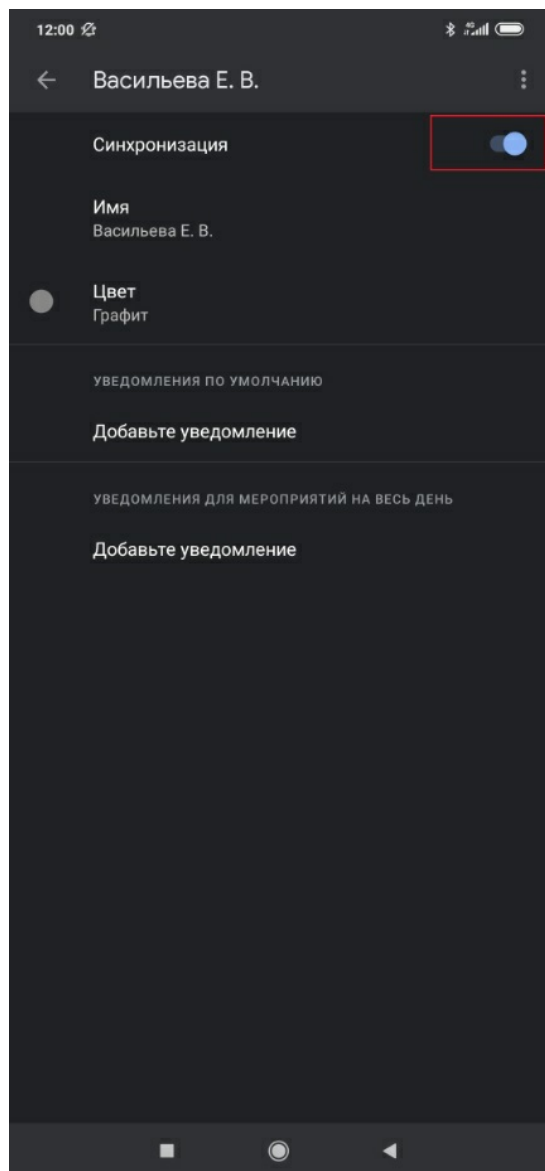 12:00
4G
Васильева Е. В.
Синхронизация
Имя
Васильева Е. В.
Цвет
Графит
УВЕДОМЛЕНИЯ ПО УМОЛЧАНИЮ
Добавьте уведомление
УВЕДОМЛЕНИЯ ДЛЯ МЕРОПРИЯТИЙ НА ВЕСЬ ДЕНЬ
Добавьте уведомление